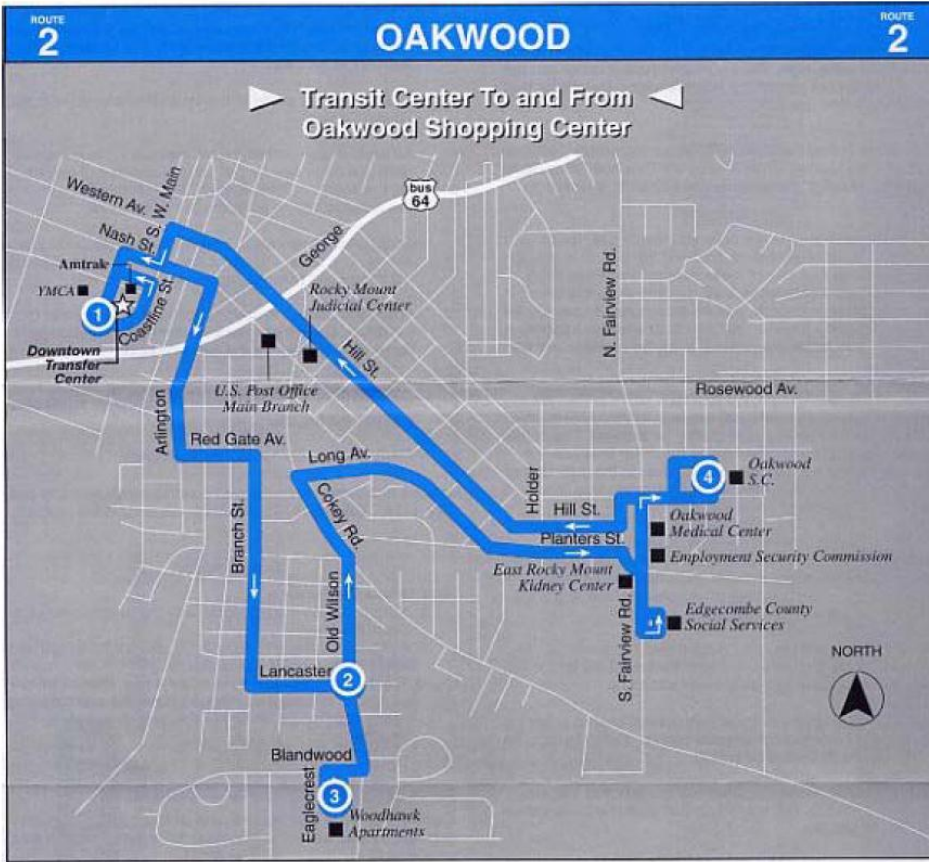 ROUTE
2
OAKWOOD
ROUTE
2
Transit Center To and From
Oakwood Shopping Center
Western Av.
S. W. Main
bus
64
Nash St.
George
N. Fairview Rd.
Amtrak
YMCA
Rocky Mount
Judicial Center
1
Coastline St.
Downtown
Transfer
Center
Hill St.
U.S. Post Office
Main Branch
Rosewood Av.
Arlington
Red Gate Av.
Long Av.
Holder
4
Oakwood
S.C.
Cokey Rd.
Hill St.
Oakwood
Medical Center
Planters St.
Branch St.
Employment Security Commission
East Rocky Mount
Kidney Center
Old Wilson
Edgecombe County
Social Services
S. Fairview Rd.
NORTH
Lancaster
2
Blandwood
Eaglecrest
3
Woodhawk
Apartments